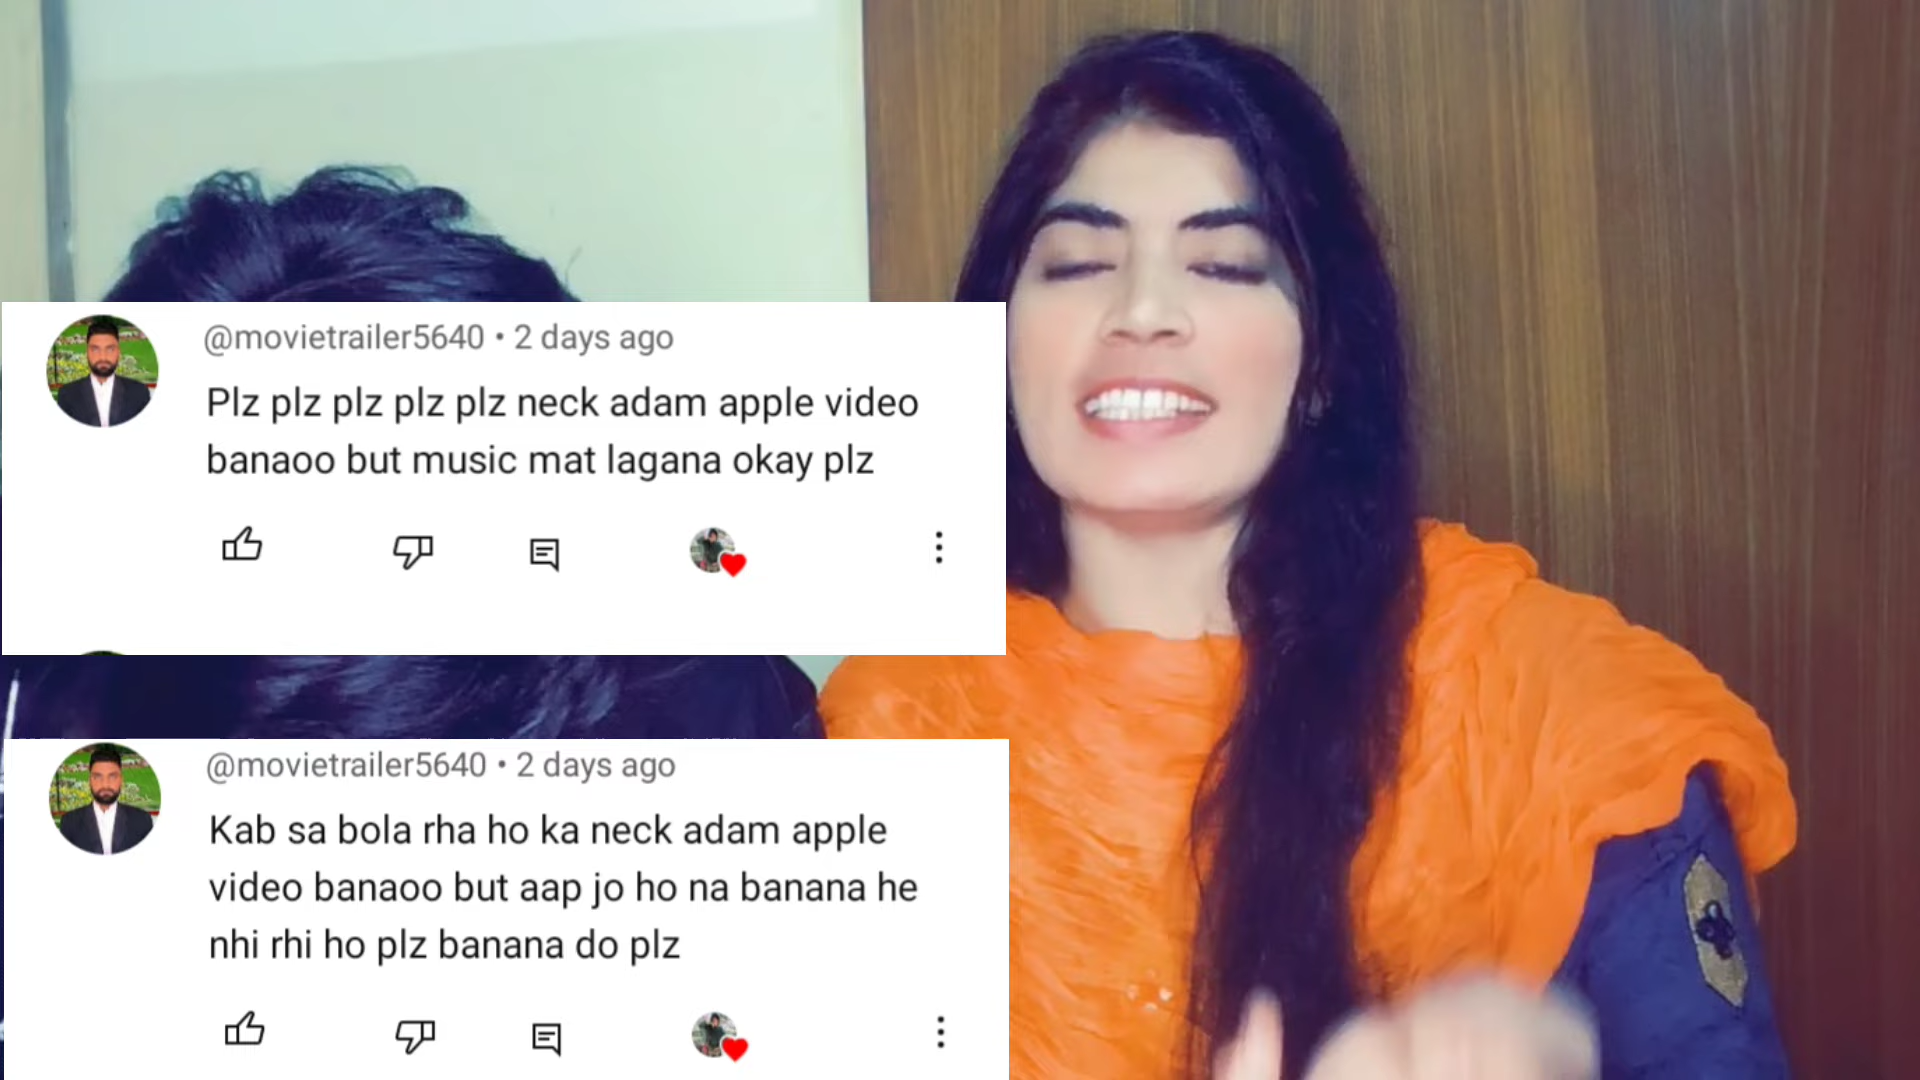 @movietrailer5640 • 2 days ago
Plz plz plz plz plz neck adam apple video
banaoo but music mat lagana okay plz
@movietrailer5640 • 2 days ago
Kab sa bola rha ho ka neck adam apple
video banaoo but aap jo ho na banana he
nhi rhi ho plz banana do plz